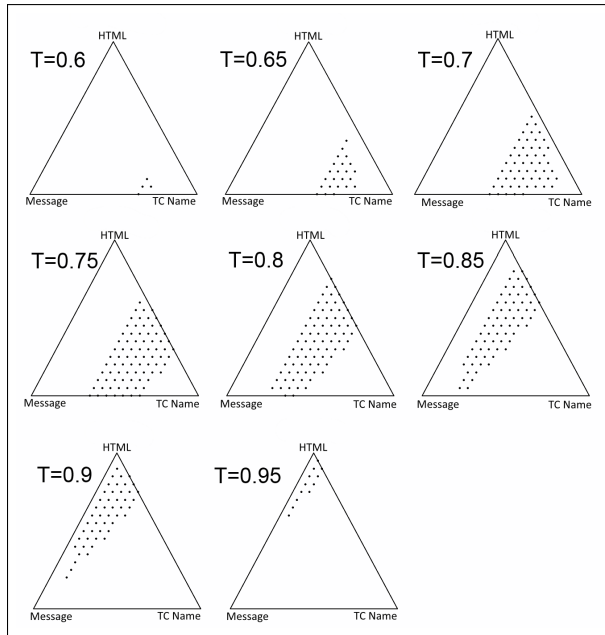 HTML
T=0.6
Message TC Name
HTML
T=0.65
Message TC Name
HTML
T=0.7
Message TC Name
HTML
T=0.75
Message TC Name
HTML
T=0.8
Message TC Name
HTML
T=0.85
Message TC Name
HTML
T=0.9
Message TC Name
HTML
T=0.95
Message TC Name